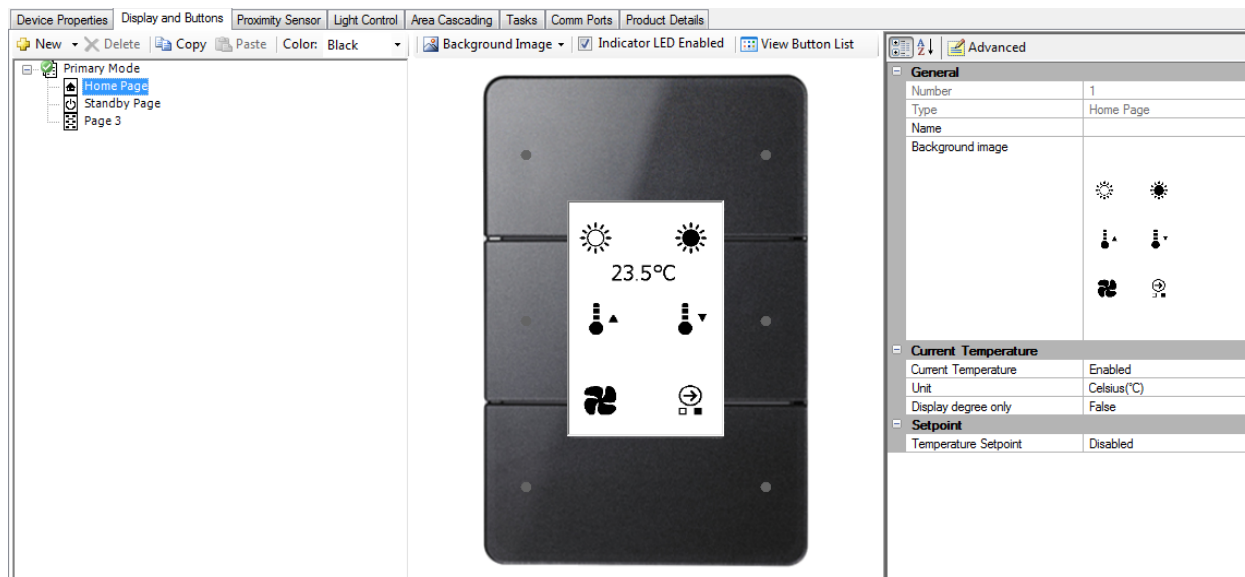 Device Properties Display and Buttons Proximity Sensor Light Control Area Cascading Tasks Comm Ports Product Details
New Delete Copy Paste Color: Black Background Image Indicator LED Enabled View Button List Advanced
Primary Mode
Home Page
Standby Page
Page 3
23.5°C
General
Number 1
Type Home Page
Name
Background image
Current Temperature
Current Temperature Enabled
Unit Celsius(°C)
Display degree only False
Setpoint
Temperature Setpoint Disabled